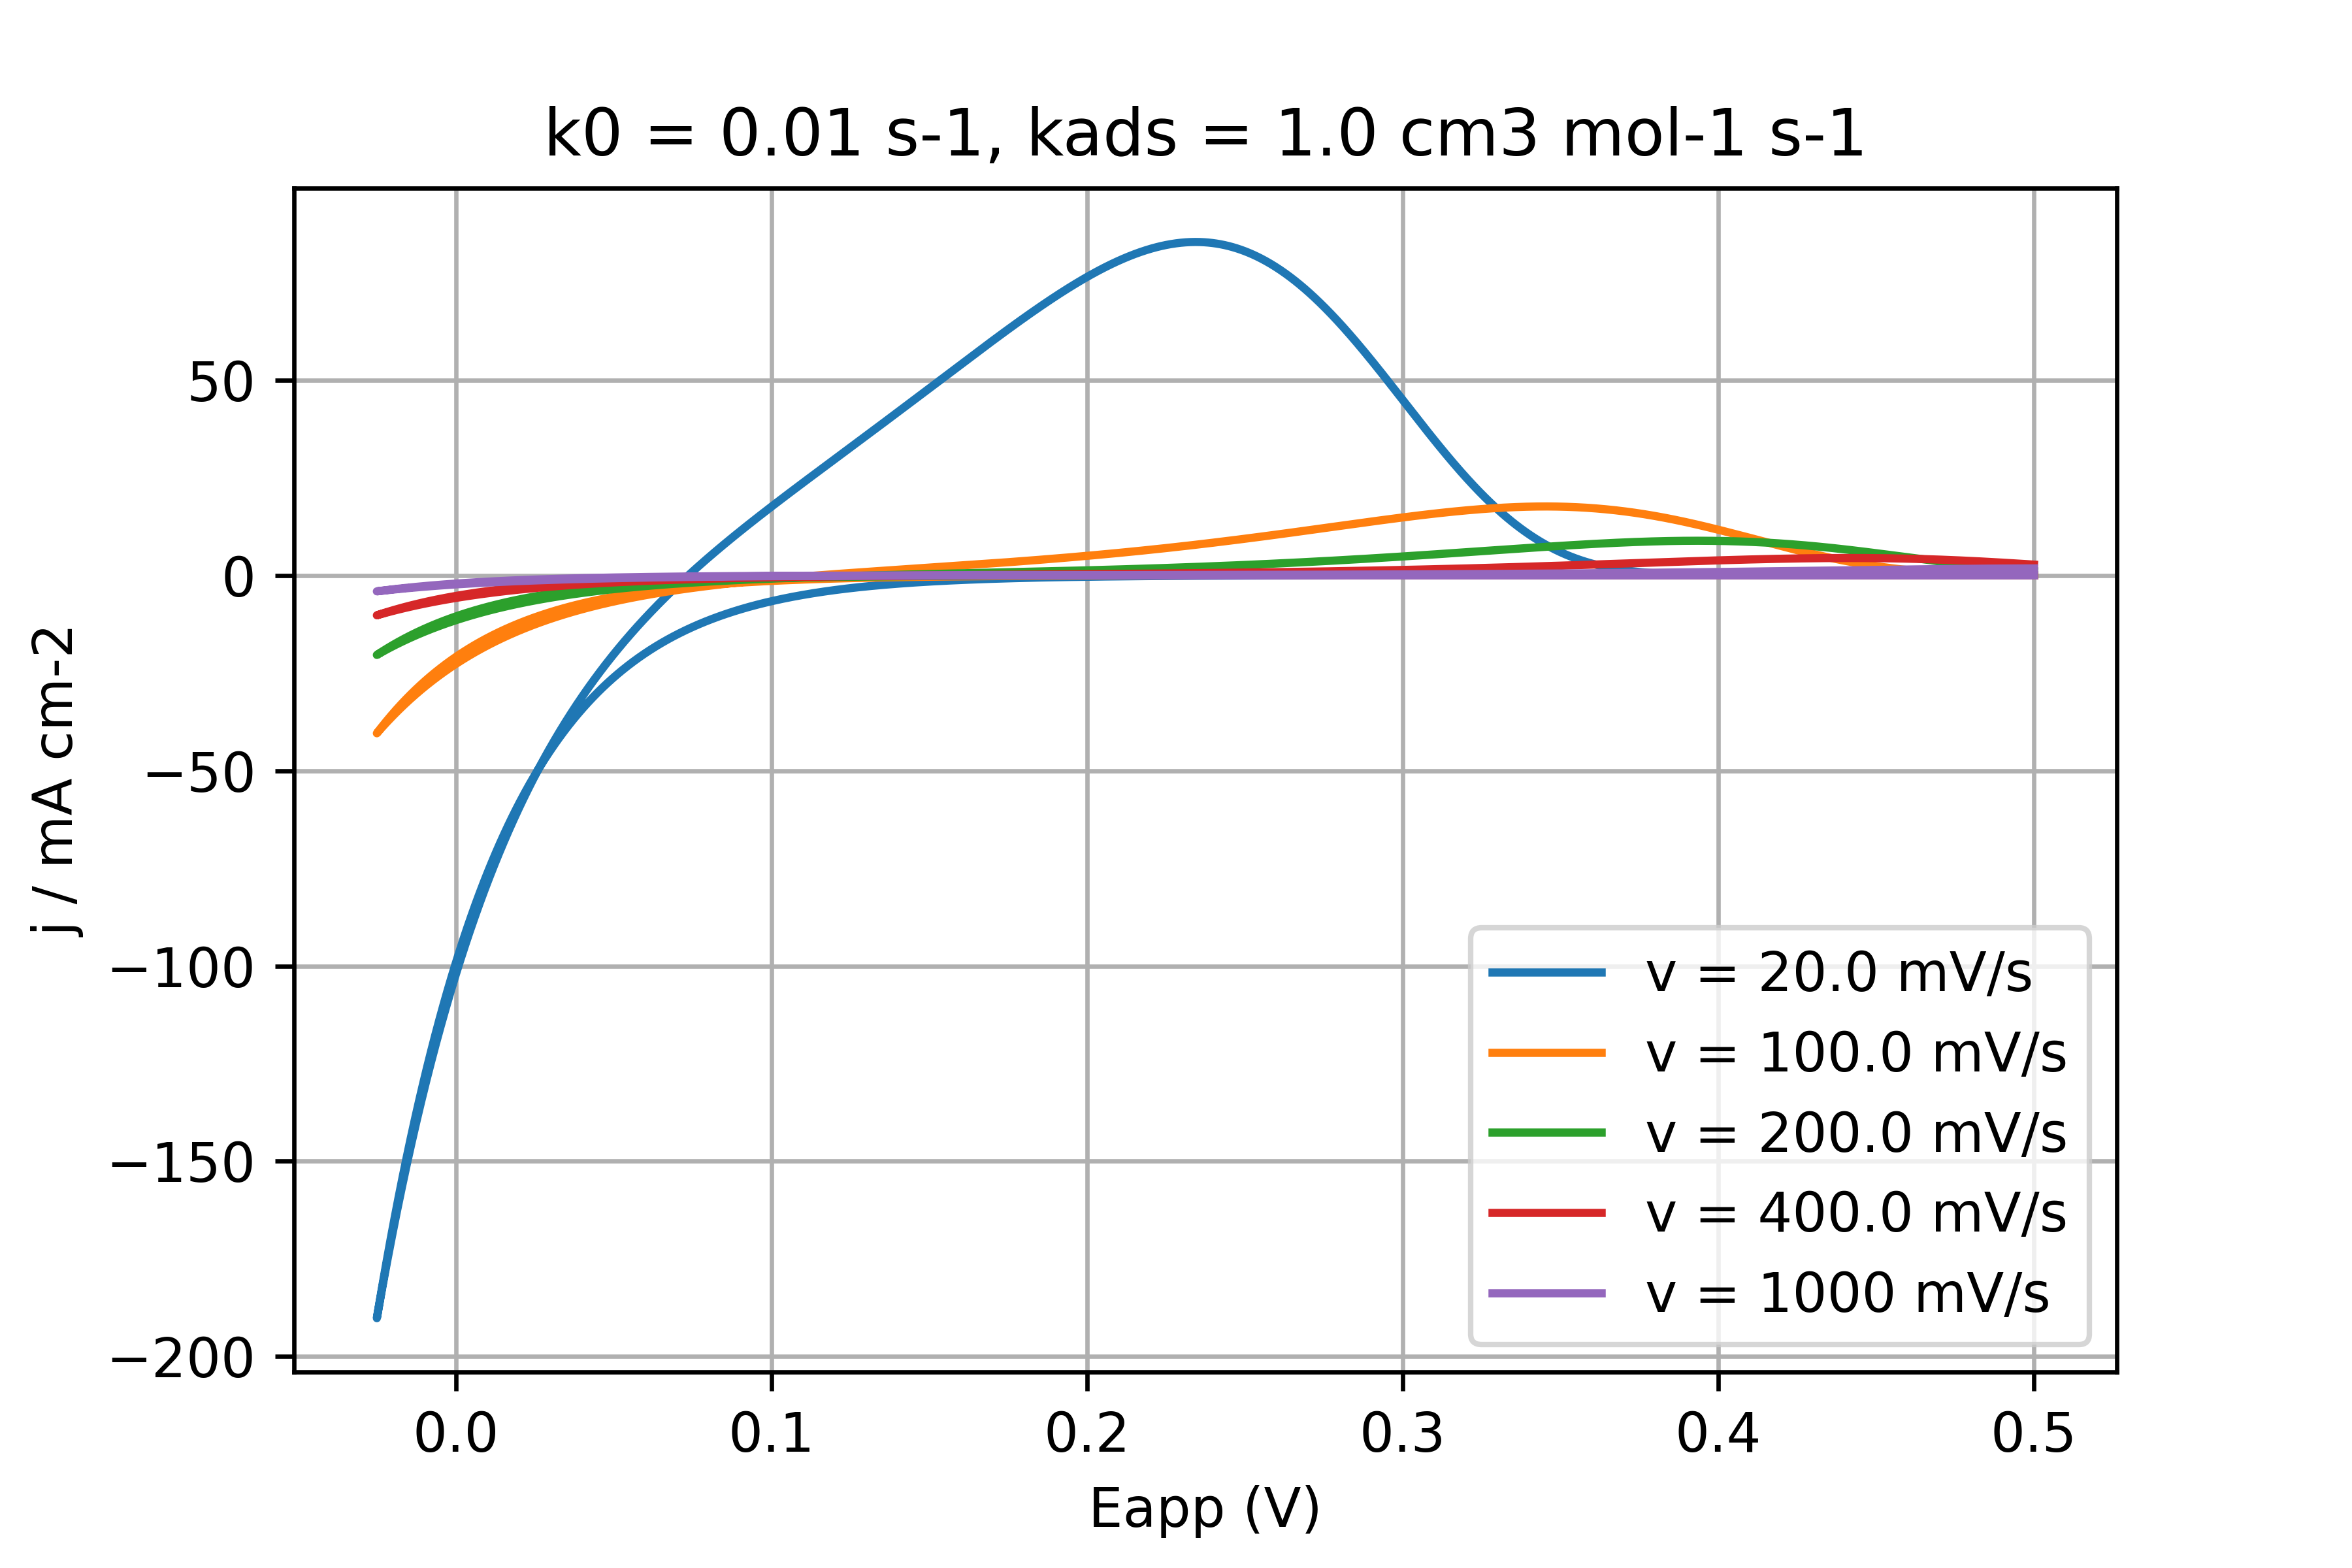 k0 = 0.01 s-1, kads = 1.0 cm3 mol-1 s-1
j / mA cm-2
50
0
−50
−100
−150
−200
v = 20.0 mV/s
v = 100.0 mV/s
v = 200.0 mV/s
v = 400.0 mV/s
v = 1000 mV/s
0.0 0.1 0.2 0.3 0.4 0.5
Eapp (V)